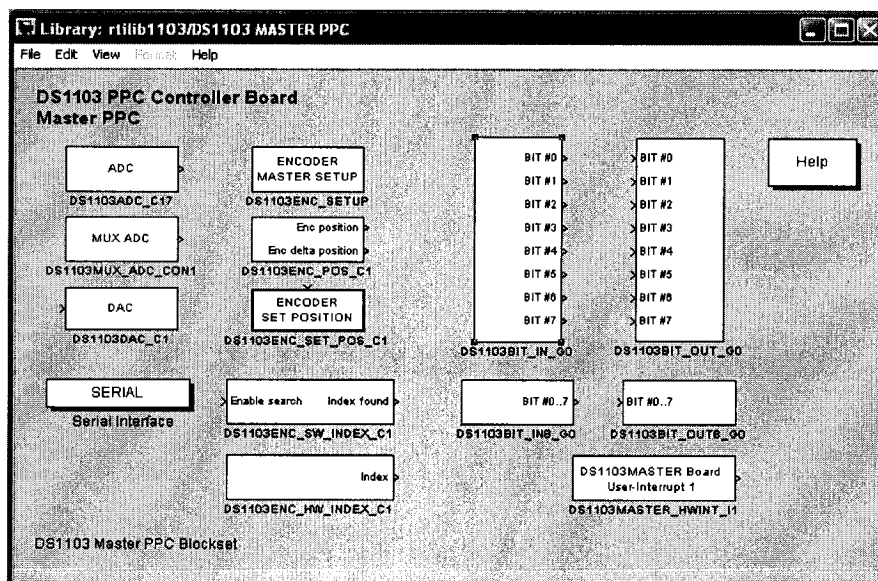 Library: rtilib1103/DS1103 MASTER PPC
File Edit View Format Help
DS1103 PPC Controller Board
Master PPC
ADC
DS1103ADC_C17
ENCODER
MASTER SETUP
DS1103ENC_SETUP
MUX ADC
DS1103MUX_ADC_CON1
Enc position
Enc delta position
DS1103ENC_POS_C1
DAC
DS1103DAC_C1
ENCODER
SET POSITION
DS1103ENC_SET_POS_C1
BIT #0
BIT #1
BIT #2
BIT #3
BIT #4
BIT #5
BIT #6
BIT #7
DS1103BIT_IN_G0
BIT #0
BIT #1
BIT #2
BIT #3
BIT #4
BIT #5
BIT #6
BIT #7
DS1103BIT_OUT_G0
Help
SERIAL
Serial Interface
Enable search Index found
DS1103ENC_SW_INDEX_C1
BIT #0..7
DS1103BIT_IN8_G0
BIT #0..7
DS1103BIT_OUT8_G0
Index
DS1103ENC_HW_INDEX_C1
DS1103MASTER Board
User-Interrupt 1
DS1103MASTER_HWINT_I1
DS1103 Master PPC Blockset